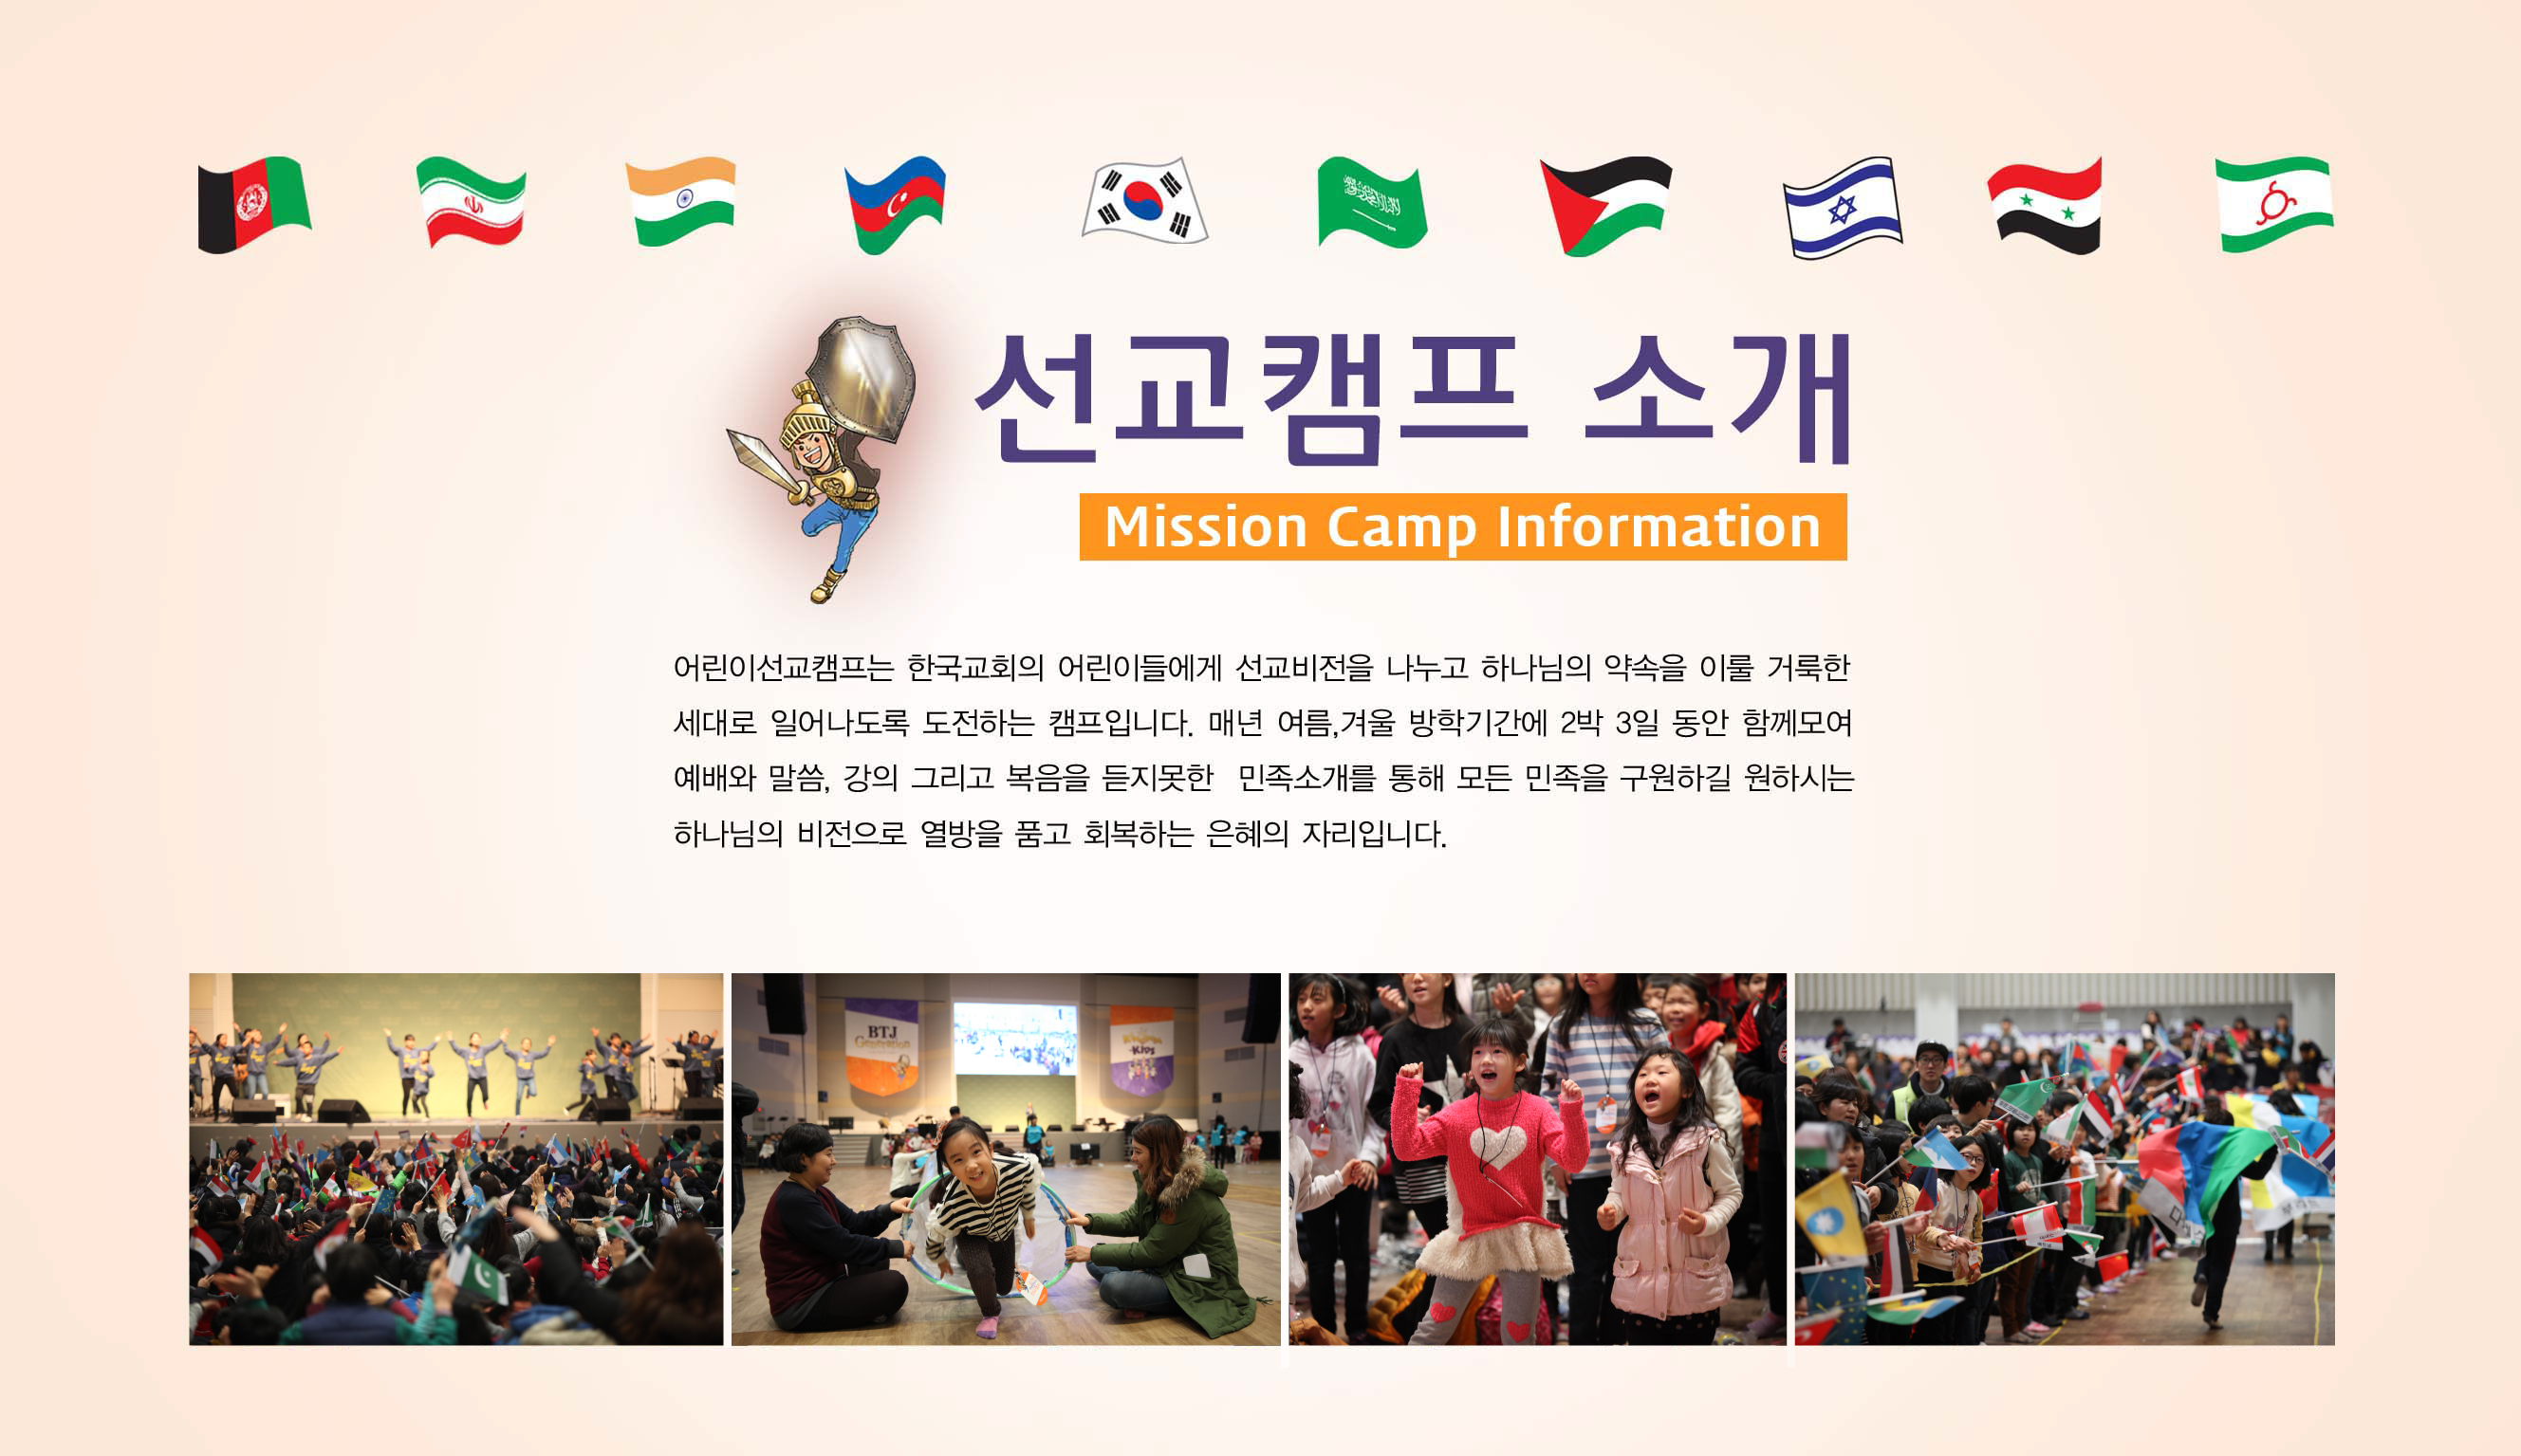 선교캠프 소개
Mission Camp Information
어린이선교캠프는 한국교회의 어린이들에게 선교비전을 나누고 하나님의 약속을 이룰 거룩한
세대로 일어나도록 도전하는 캠프입니다. 매년 여름,겨울 방학기간에 2박 3일 동안 함께모여
예배와 말씀, 강의 그리고 복음을 듣지못한 민족소개를 통해 모든 민족을 구원하길 원하시는
하나님의 비전으로 열방을 품고 회복하는 은혜의 자리입니다.
BTJ
Generation
Kingdom
-Kids